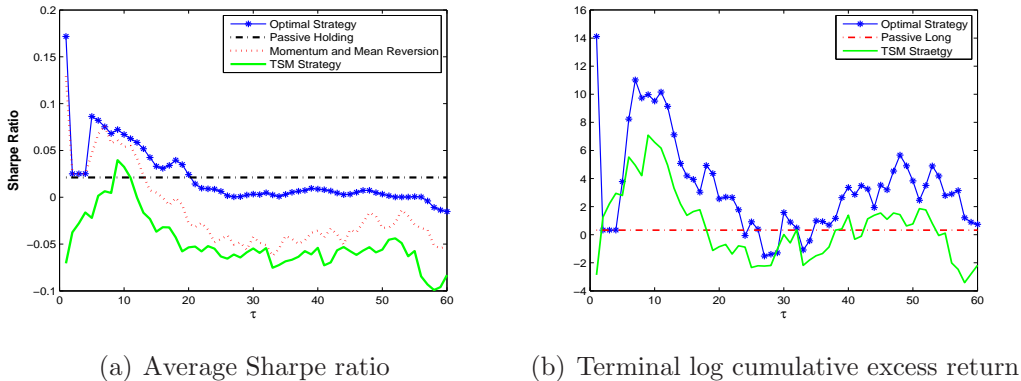 0.2
0.15
0.1
0.05
0
−0.05
−0.1
Sharpe Ratio
0 10 20 30 40 50 60
τ
Optimal Strategy
Passive Holding
Momentum and Mean Reversion
TSM Strategy
(a) Average Sharpe ratio
16
14
12
10
8
6
4
2
0
−2
−4
0 10 20 30 40 50 60
τ
Optimal Strategy
Passive Long
TSM Straetgy
(b) Terminal log cumulative excess return